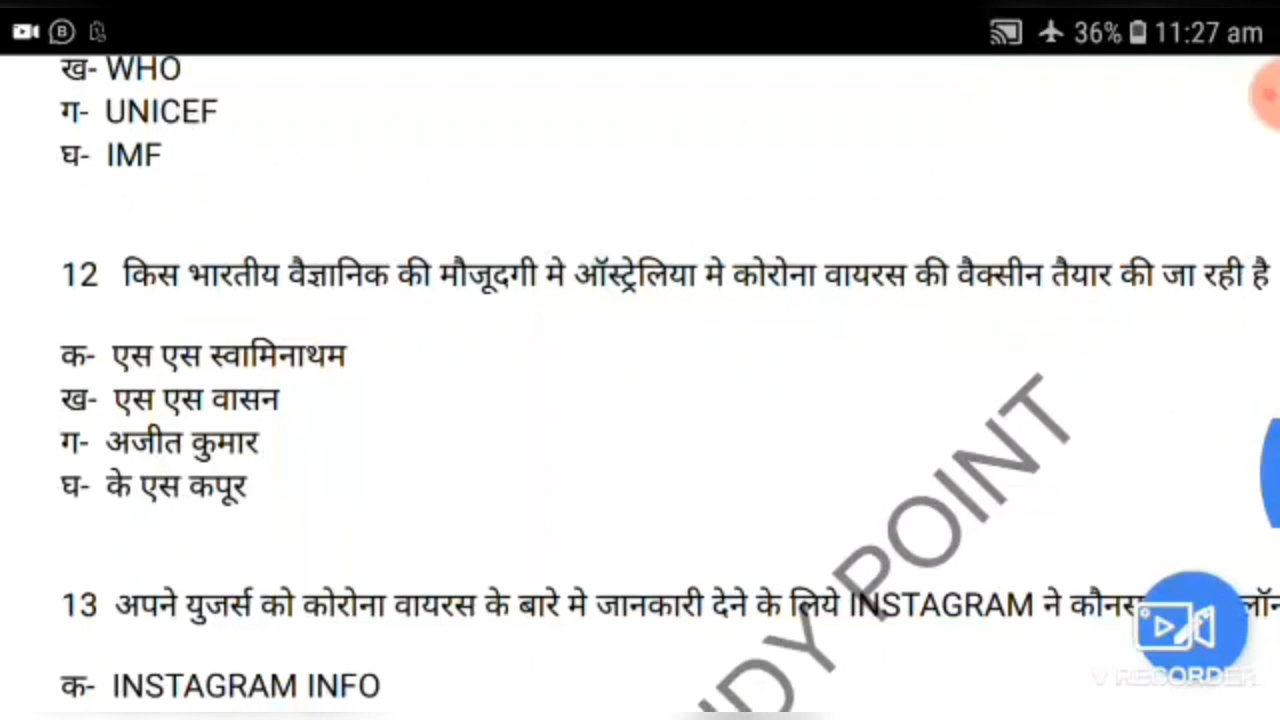 36% 11:27 am
ख- WHO
ग- UNICEF
घ- IMF
12 किस भारतीय वैज्ञानिक की मौजूदगी मे ऑस्ट्रेलिया मे कोरोना वायरस की वैक्सीन तैयार की जा रही है
क- एस एस स्वामिनाथम
ख- एस एस वासन
ग- अजीत कुमार
घ- के एस कपूर
POINT
13 अपने युजर्स को कोरोना वायरस के बारे मे जानकारी देने के लिये INSTAGRAM ने
V RECORDER
क- INSTAGRAM INFO